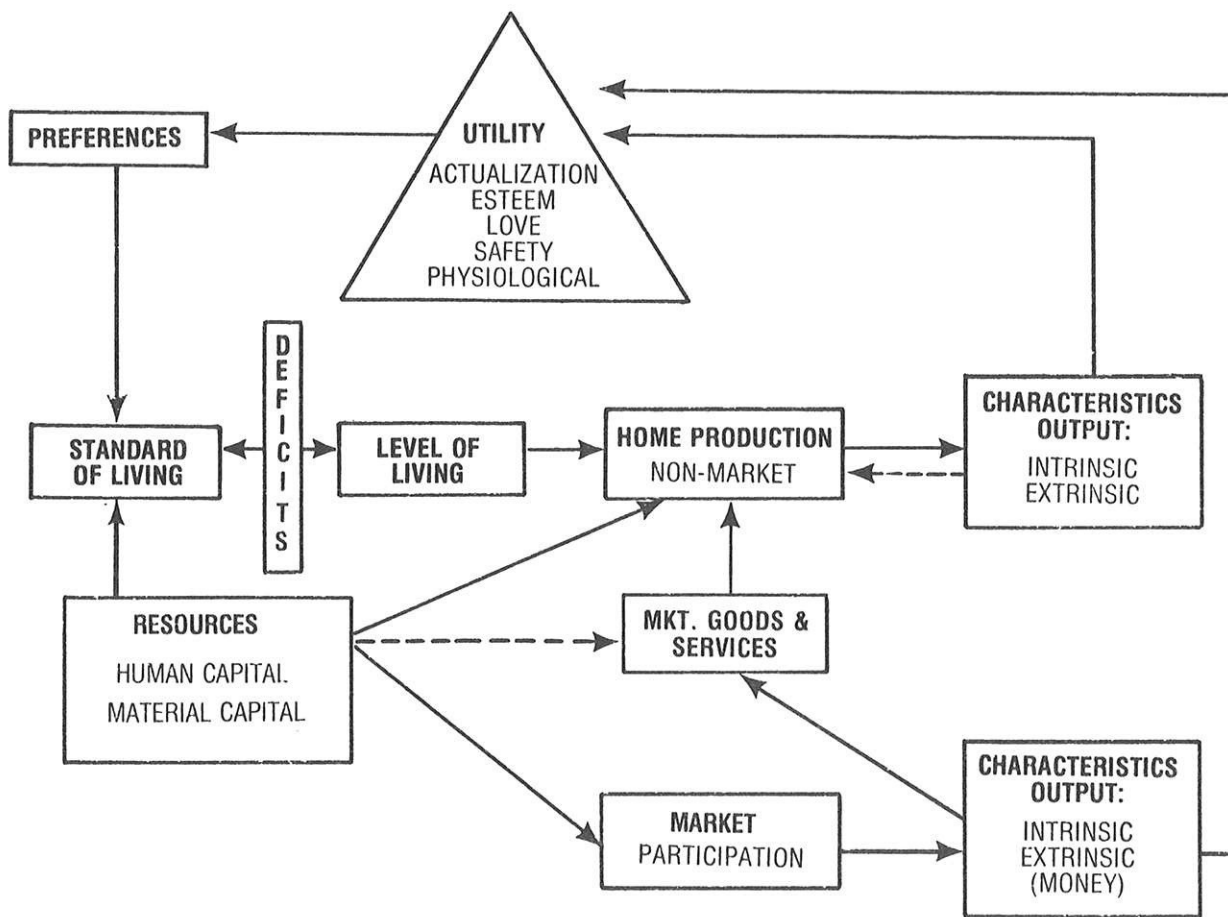 UTILITY
ACTUALIZATION
ESTEEM
LOVE
SAFETY
PHYSIOLOGICAL
PREFERENCES
DEFICITS
STANDARD
OF LIVING
LEVEL OF
LIVING
HOME PRODUCTION
NON-MARKET
CHARACTERISTICS
OUTPUT:
INTRINSIC
EXTRINSIC
RESOURCES
HUMAN CAPITAL
MATERIAL CAPITAL
MKT. GOODS &
SERVICES
MARKET
PARTICIPATION
CHARACTERISTICS
OUTPUT:
INTRINSIC
EXTRINSIC
(MONEY)